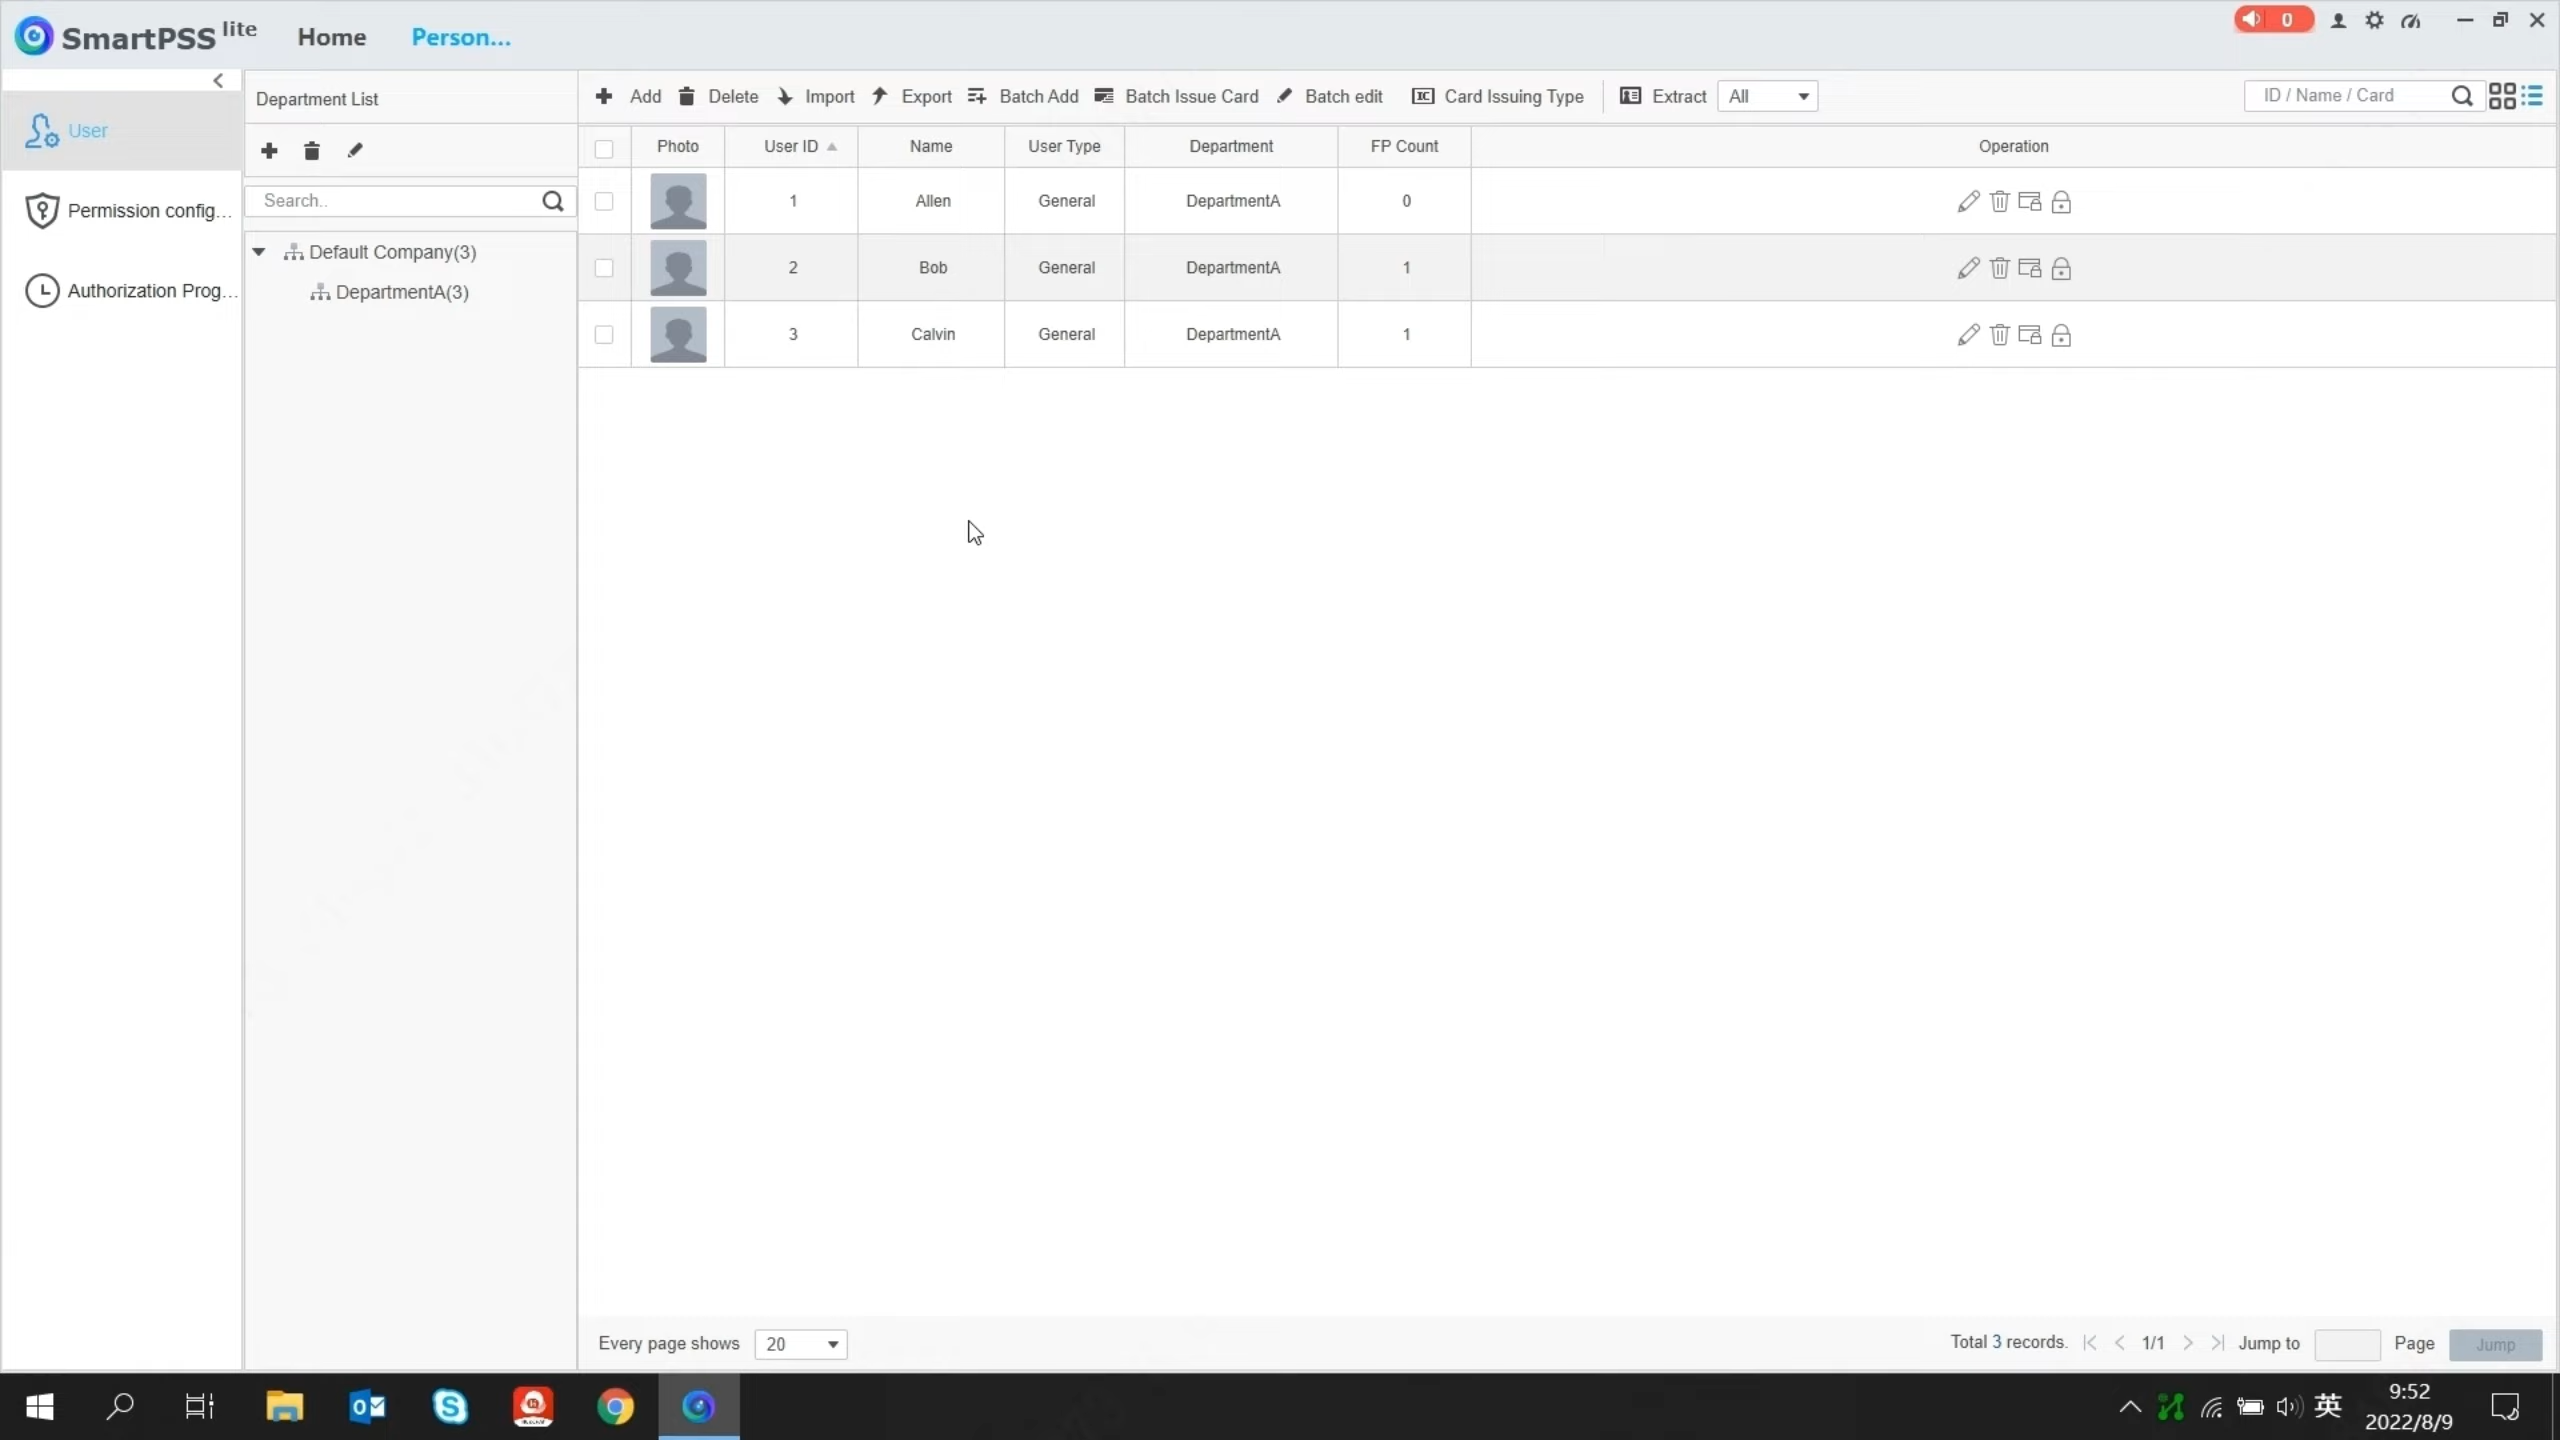 SmartPSS lite Home Person... 0
Department List
Add Delete Import Export Batch Add Batch Issue Card Batch edit Card Issuing Type Extract All ID / Name / Card
User
Permission config...
Authorization Prog...
Search..
Default Company(3)
DepartmentA(3)
Photo User ID Name User Type Department FP Count Operation
1 Allen General DepartmentA 0
2 Bob General DepartmentA 1
3 Calvin General DepartmentA 1
Every page shows 20 Total 3 records. 1/1 Jump to Page Jump
英 9:52
2022/8/9